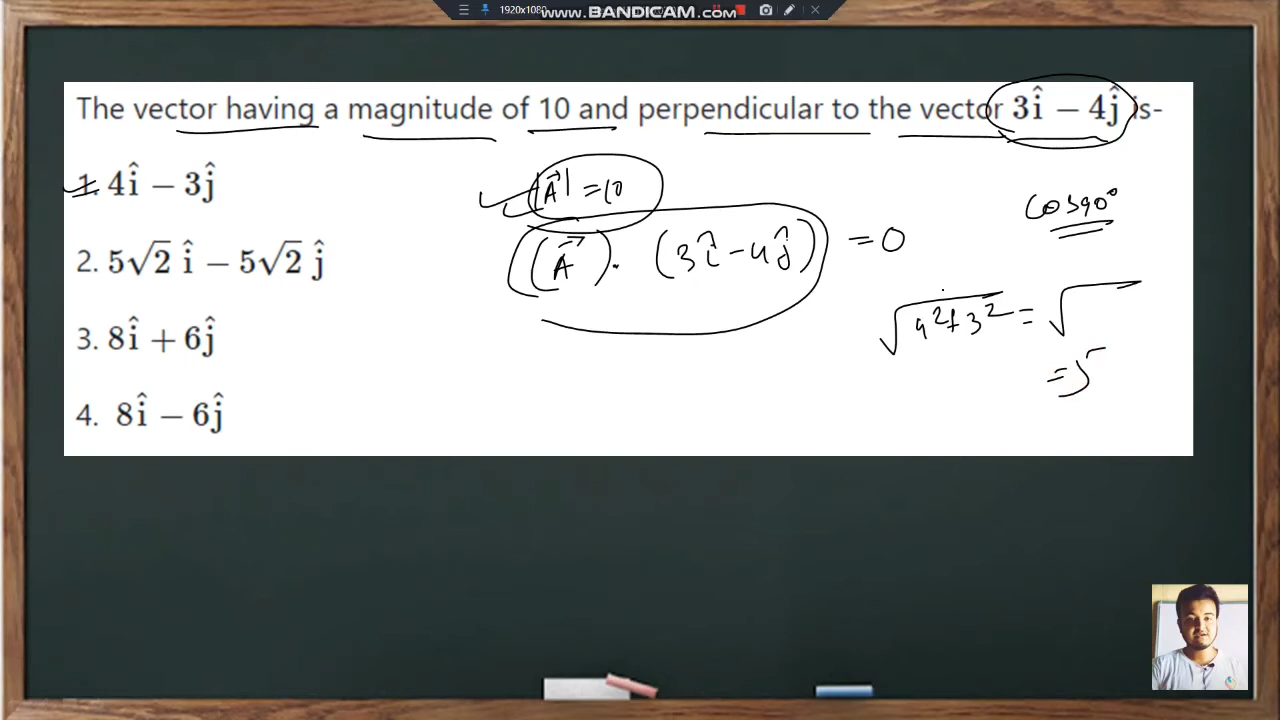 1920x1080
www.BANDICAM.com
The vector having a magnitude of 10 and perpendicular to the vector 3î − 4ĵ is-
1. 4î − 3ĵ
2. 5√2 î − 5√2 ĵ
3. 8î + 6ĵ
4. 8î − 6ĵ
|A⃗| = 10
(A⃗) · (3î − 4ĵ) = 0
cos90°
√4²+3² = √
= 5